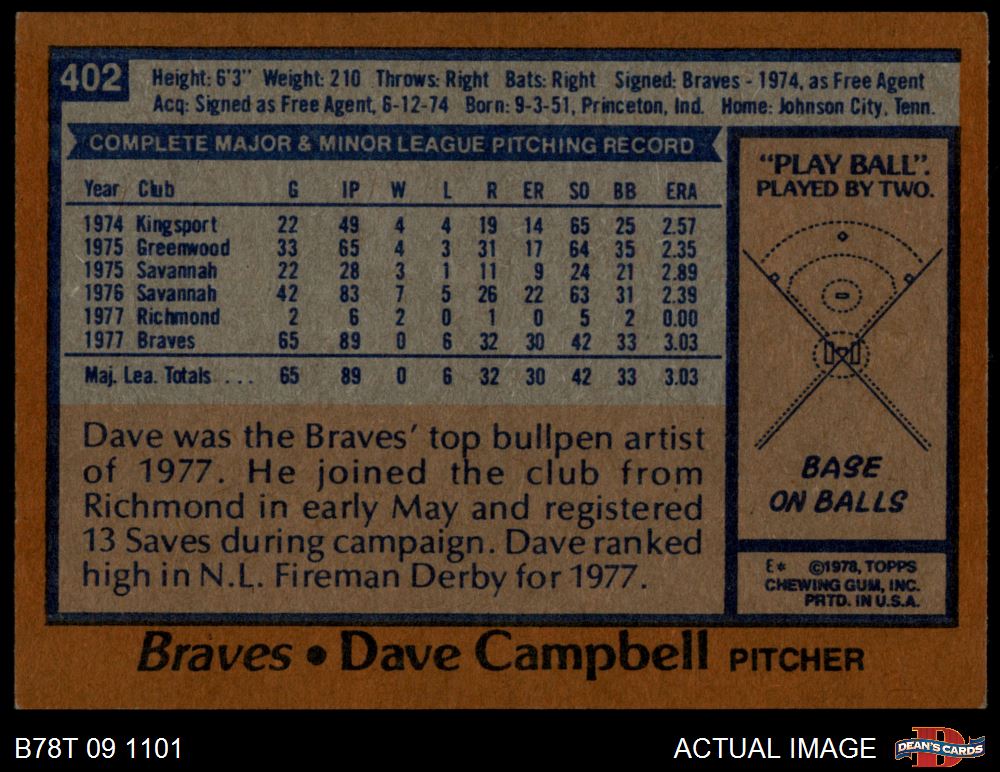 402
Height: 6'3" Weight: 210 Throws: Right Bats: Right Signed: Braves - 1974, as Free Agent
Acq: Signed as Free Agent, 6-12-74 Born: 9-3-51, Princeton, Ind. Home: Johnson City, Tenn.
COMPLETE MAJOR & MINOR LEAGUE PITCHING RECORD
Year Club G IP W L R ER SO BB ERA
1974 Kingsport 22 49 4 4 19 14 65 25 2.57
1975 Greenwood 33 65 4 3 31 17 64 35 2.35
1975 Savannah 22 28 3 1 11 9 24 21 2.89
1976 Savannah 42 83 7 5 26 22 63 31 2.39
1977 Richmond 2 6 2 0 1 0 5 2 0.00
1977 Braves 65 89 0 6 32 30 42 33 3.03
Maj. Lea. Totals ... 65 89 0 6 32 30 42 33 3.03
Dave was the Braves' top bullpen artist
of 1977. He joined the club from
Richmond in early May and registered
13 Saves during campaign. Dave ranked
high in N.L. Fireman Derby for 1977.
"PLAY BALL".
PLAYED BY TWO.
BASE
ON BALLS
E* ©1978, TOPPS
CHEWING GUM, INC.
PRTD. IN U.S.A.
Braves • Dave Campbell PITCHER
B78T 09 1101
ACTUAL IMAGE
D
DEAN'S CARDS